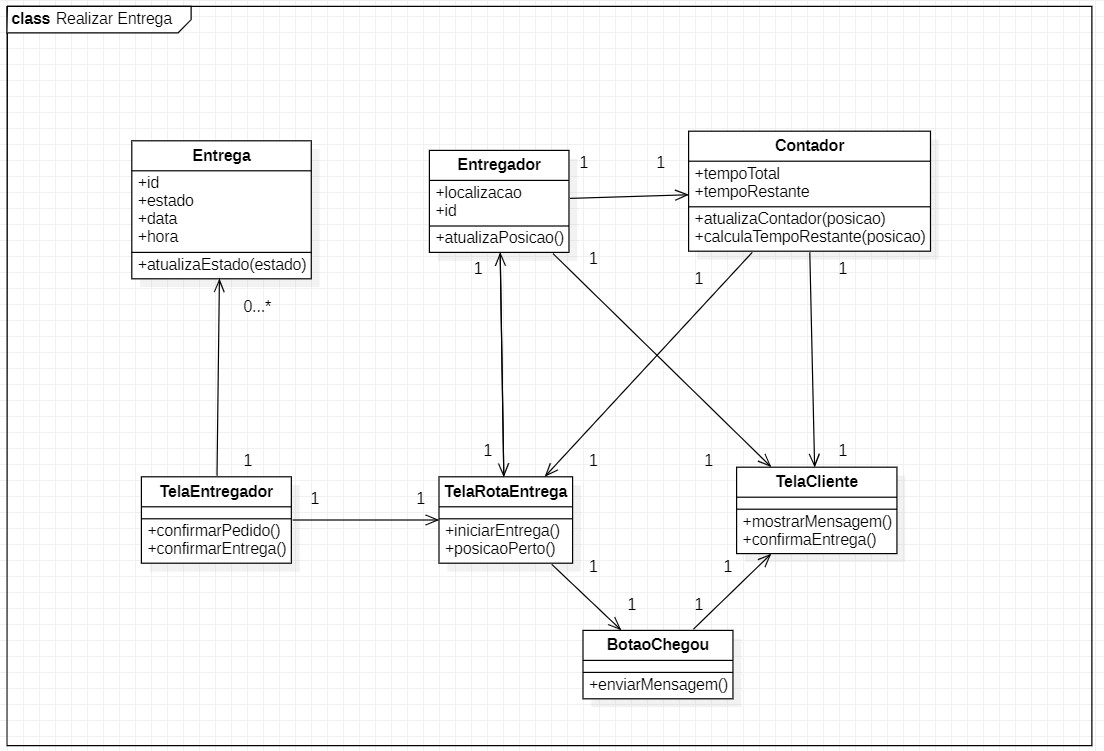 class Realizar Entrega
Entrega
+id
+estado
+data
+hora
+atualizaEstado(estado)
Entregador
+localizacao
+id
+atualizaPosicao()
Contador
+tempoTotal
+tempoRestante
+atualizaContador(posicao)
+calculaTempoRestante(posicao)
1
1
1
1
1
1
0...*
1
1
1
1
1
1
1
TelaEntregador
+confirmarPedido()
+confirmarEntrega()
TelaRotaEntrega
+iniciarEntrega()
+posicaoPerto()
TelaCliente
+mostrarMensagem()
+confirmaEntrega()
1
1
1
1
BotaoChegou
+enviarMensagem()